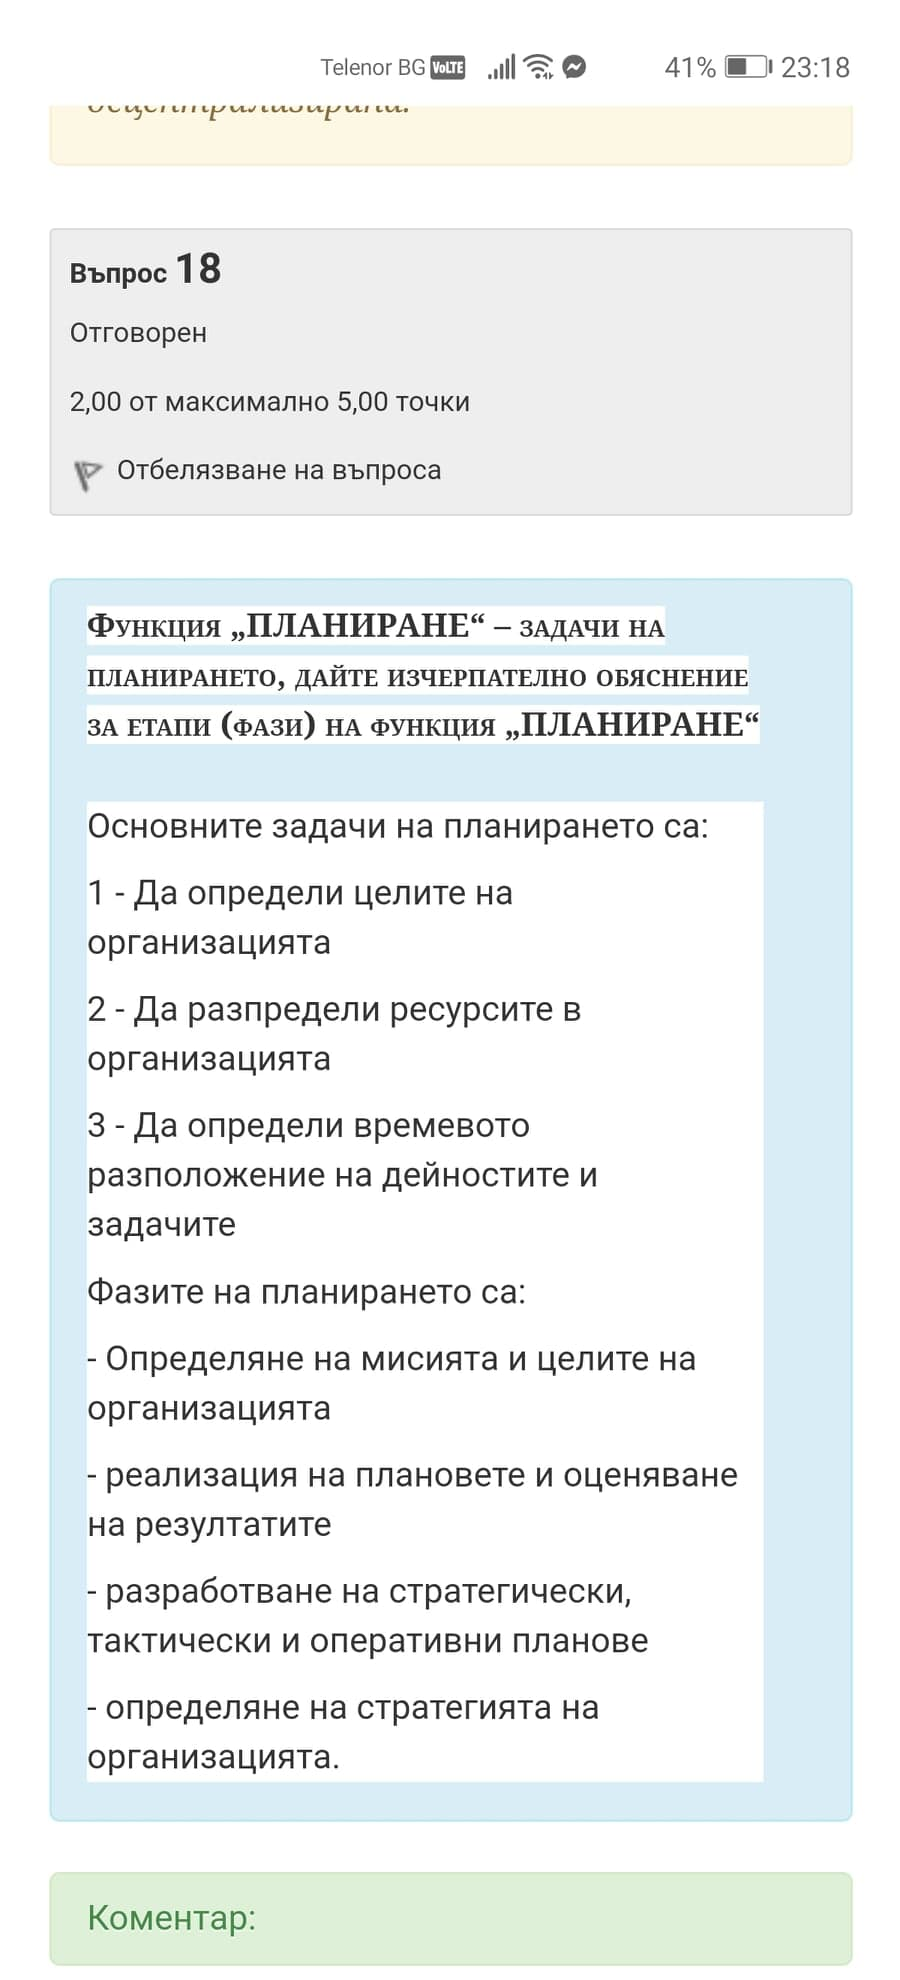 Telenor BG VoLTE 41% 23:18
децентрализирана.
Въпрос 18
Отговорен
2,00 от максимално 5,00 точки
Отбелязване на въпроса
Функция „ПЛАНИРАНЕ“ – задачи на
планирането, дайте изчерпателно обяснение
за етапи (фази) на функция „ПЛАНИРАНЕ“
Основните задачи на планирането са:
1 - Да определи целите на
организацията
2 - Да разпредели ресурсите в
организацията
3 - Да определи времевото
разположение на дейностите и
задачите
Фазите на планирането са:
- Определяне на мисията и целите на
организацията
- реализация на плановете и оценяване
на резултатите
- разработване на стратегически,
тактически и оперативни планове
- определяне на стратегията на
организацията.
Коментар: